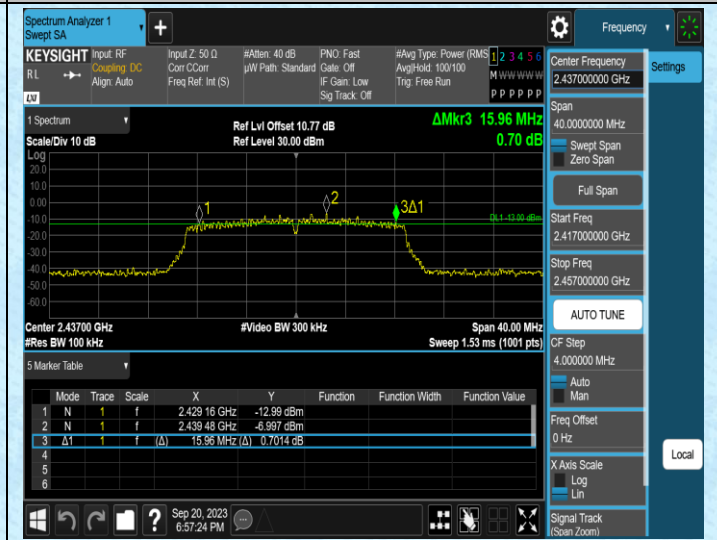 Spectrum Analyzer 1
Swept SA
Frequency
KEYSIGHT
RL
LXI
Input: RF
Coupling: DC
Align: Auto
Input Z: 50 Ω
Corr CCorr
Freq Ref: Int (S)
#Atten: 40 dB
µW Path: Standard
PNO: Fast
Gate: Off
IF Gain: Low
Sig Track: Off
#Avg Type: Power (RMS
Avg|Hold: 100/100
Trig: Free Run
1 2 3 4 5 6
M W W W W W
P P P P P P
1 Spectrum
Scale/Div 10 dB
Ref Lvl Offset 10.77 dB
Ref Level 30.00 dBm
ΔMkr3 15.96 MHz
0.70 dB
Log
20.0
10.0
0.00
-10.0
-20.0
-30.0
-40.0
-50.0
-60.0
1
2
3Δ1
DL1 -13.00 dBm
Center 2.43700 GHz
#Res BW 100 kHz
#Video BW 300 kHz
Span 40.00 MHz
Sweep 1.53 ms (1001 pts)
5 Marker Table
Mode Trace Scale X Y Function Function Width Function Value
1 N 1 f 2.429 16 GHz -12.99 dBm
2 N 1 f 2.439 48 GHz -6.997 dBm
3 Δ1 1 f (Δ) 15.96 MHz (Δ) 0.7014 dB
4
5
6
Sep 20, 2023
6:57:24 PM
Center Frequency
2.437000000 GHz
Settings
Span
40.0000000 MHz
Swept Span
Zero Span
Full Span
Start Freq
2.417000000 GHz
Stop Freq
2.457000000 GHz
AUTO TUNE
CF Step
4.000000 MHz
Auto
Man
Freq Offset
0 Hz
X Axis Scale
Log
Lin
Local
Signal Track
(Span Zoom)